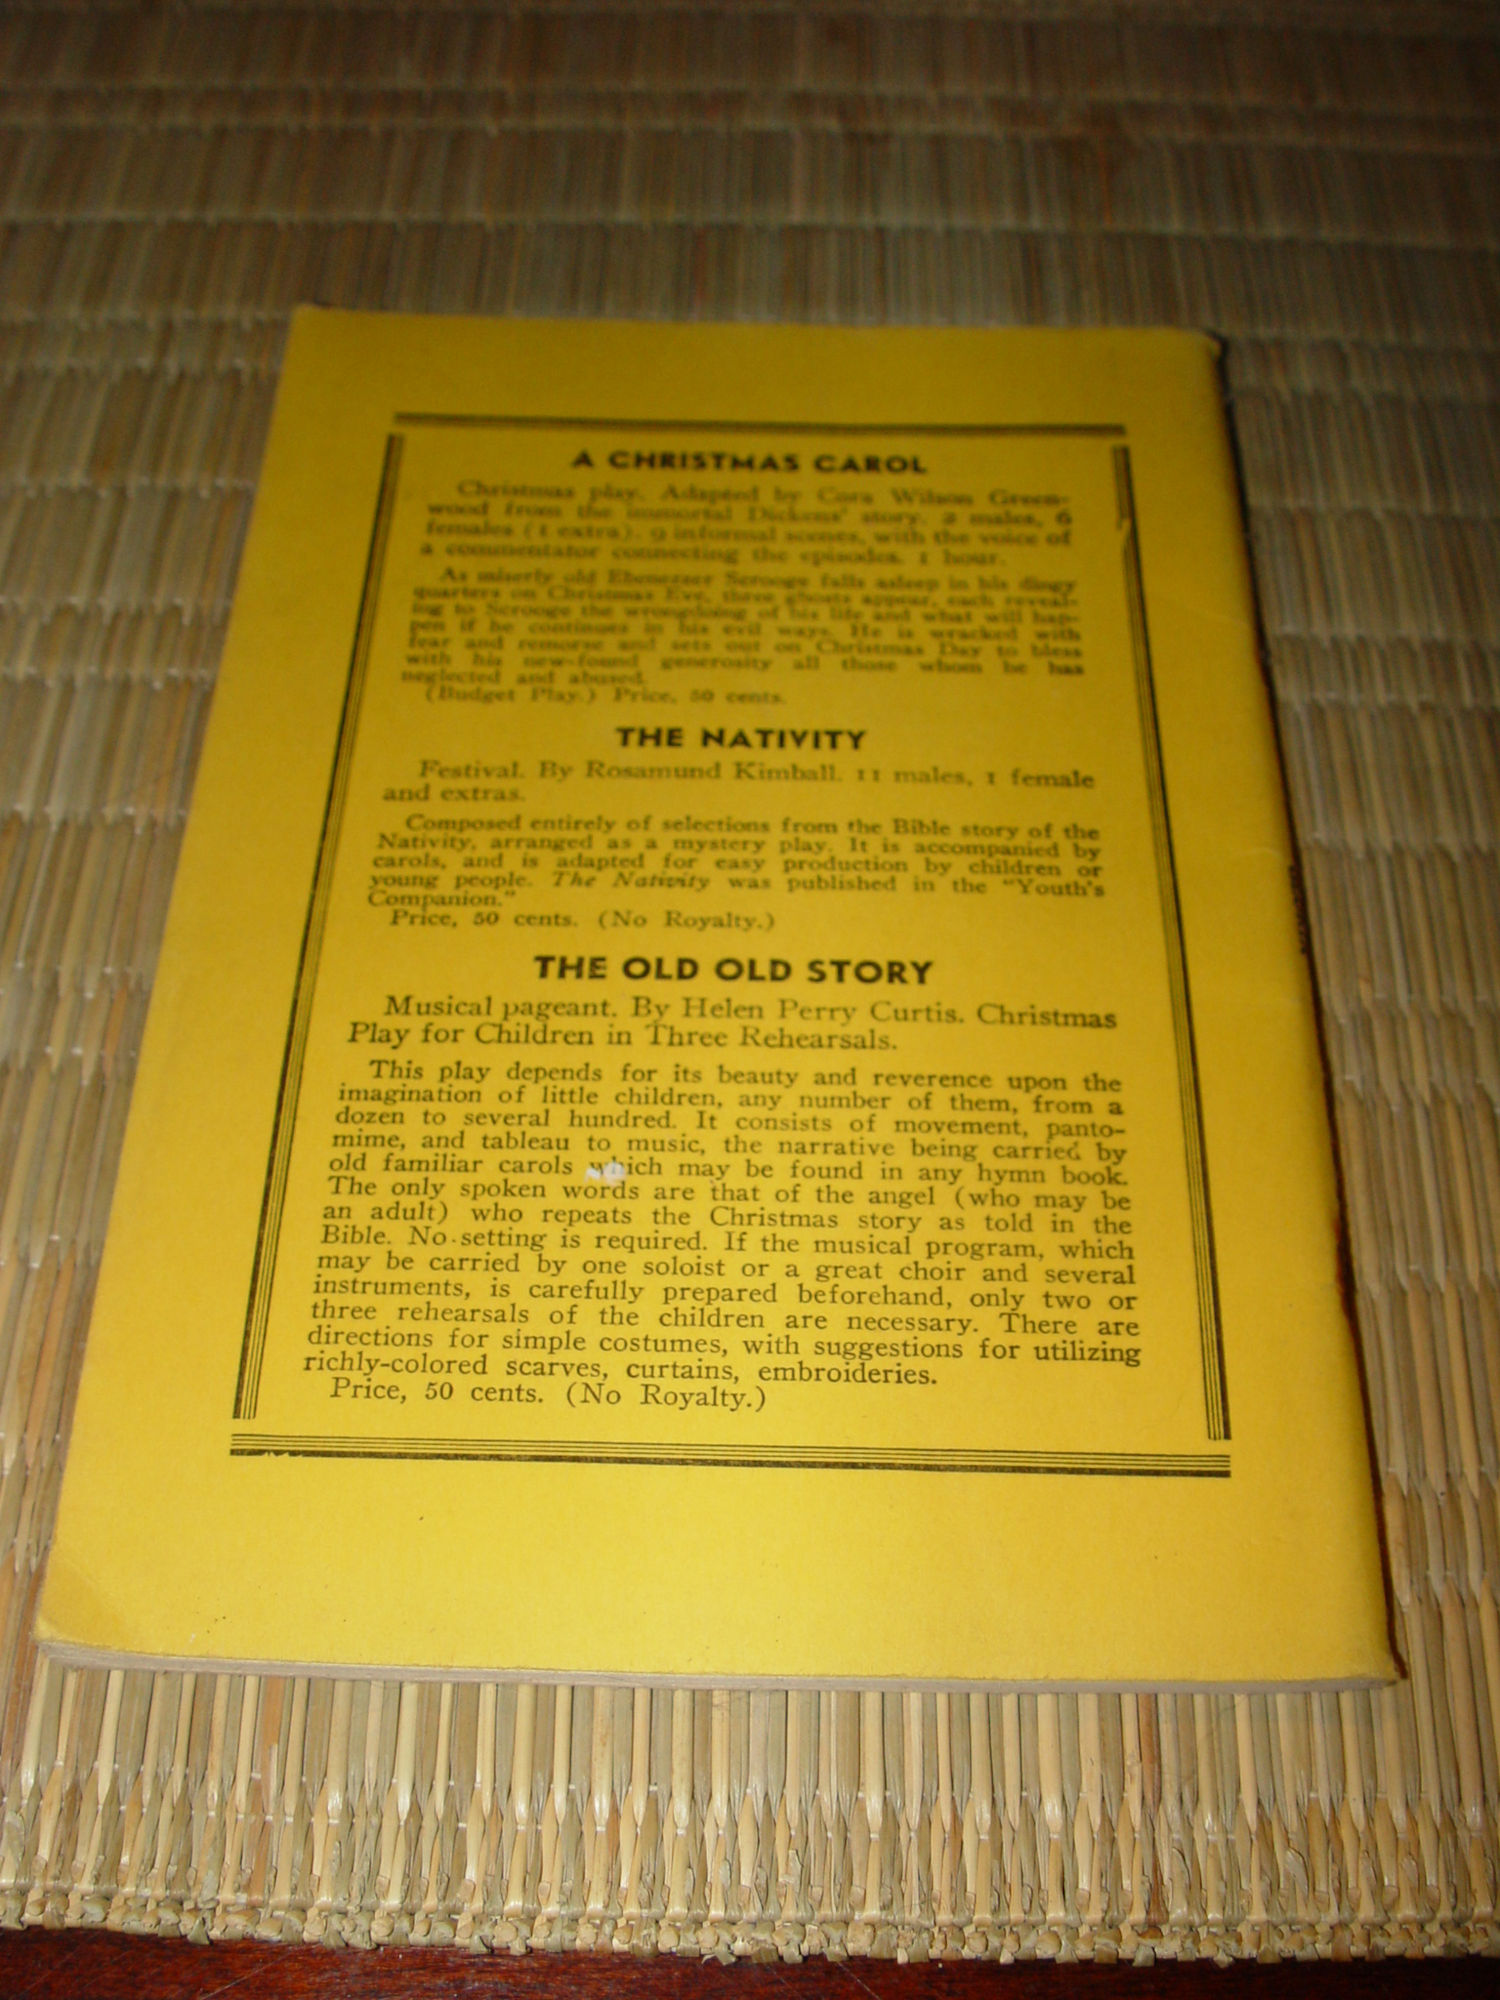 A CHRISTMAS CAROL
Christmas play. Adapted by Cora Wilson Green-
wood from the immortal Dickens' story. 2 males, 6
females (1 extra). 9 informal scenes, with the voice of
a commentator connecting the episodes. 1 hour.
As miserly old Ebenezer Scrooge falls asleep in his dingy
quarters on Christmas Eve, three ghosts appear, each reveal-
ing to Scrooge the wrongdoing of his life and what will hap-
pen if he continues in his evil ways. He is wracked with
fear and remorse and sets out on Christmas Day to bless
with his new-found generosity all those whom he has
neglected and abused.
(Budget Play.) Price, 50 cents.
THE NATIVITY
Festival. By Rosamund Kimball. 11 males, 1 female
and extras.
Composed entirely of selections from the Bible story of the
Nativity, arranged as a mystery play. It is accompanied by
carols, and is adapted for easy production by children or
young people. The Nativity was published in the "Youth's
Companion."
Price, 50 cents. (No Royalty.)
THE OLD OLD STORY
Musical pageant. By Helen Perry Curtis. Christmas
Play for Children in Three Rehearsals.
This play depends for its beauty and reverence upon the
imagination of little children, any number of them, from a
dozen to several hundred. It consists of movement, panto-
mime, and tableau to music, the narrative being carried by
old familiar carols which may be found in any hymn book.
The only spoken words are that of the angel (who may be
an adult) who repeats the Christmas story as told in the
Bible. No setting is required. If the musical program, which
may be carried by one soloist or a great choir and several
instruments, is carefully prepared beforehand, only two or
three rehearsals of the children are necessary. There are
directions for simple costumes, with suggestions for utilizing
richly-colored scarves, curtains, embroideries.
Price, 50 cents. (No Royalty.)